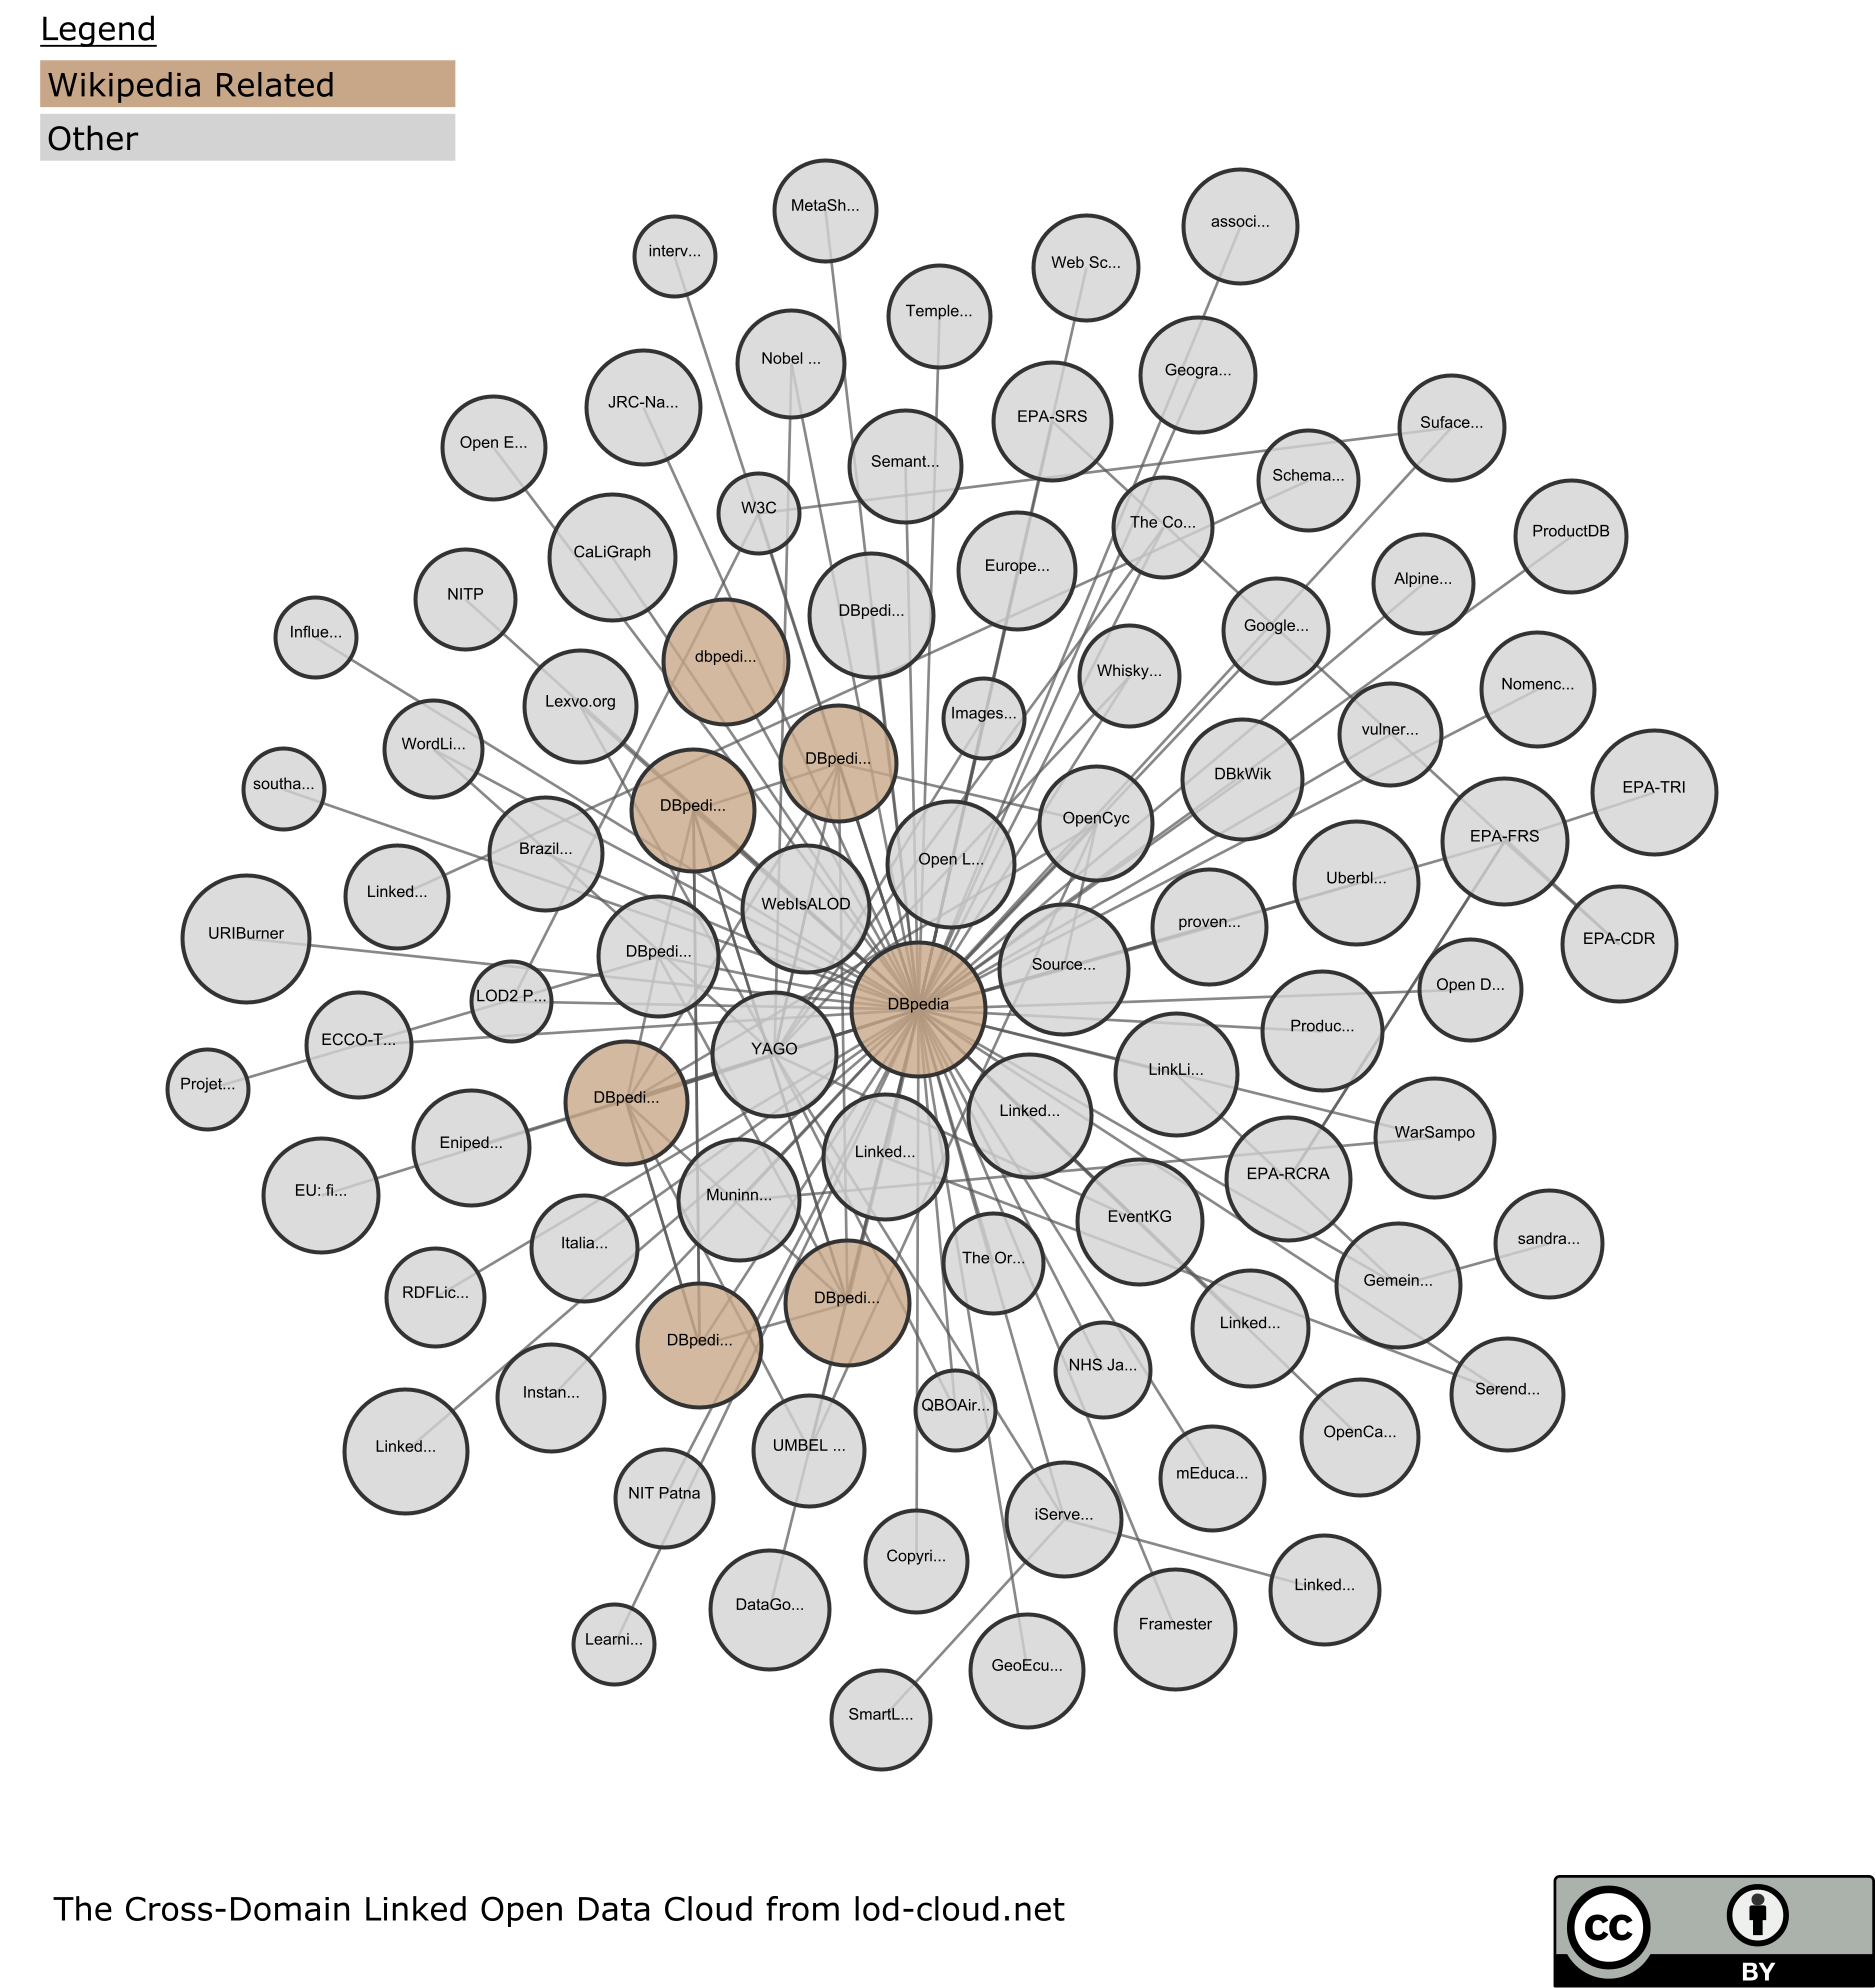 Legend
Wikipedia Related
Other
MetaSh...
associ...
interv...
Web Sc...
Temple...
Nobel ...
Geogra...
JRC-Na...
EPA-SRS
Suface...
Open E...
Semant...
Schema...
W3C
The Co...
ProductDB
CaLiGraph
Europe...
Alpine...
NITP
DBpedi...
Google...
Influe...
dbpedi...
Whisky...
Nomenc...
Lexvo.org
Images...
vulner...
WordLi...
DBpedi...
DBkWik
southa...
EPA-TRI
DBpedi...
OpenCyc
EPA-FRS
Brazil...
Open L...
Uberbl...
Linked...
WebIsALOD
proven...
URIBurner
EPA-CDR
DBpedi...
Source...
Open D...
LOD2 P...
DBpedia
Produc...
ECCO-T...
YAGO
LinkLi...
Projet...
DBpedi...
Linked...
WarSampo
Eniped...
Linked...
EPA-RCRA
EU: fi...
Muninn...
EventKG
Italia...
The Or...
sandra...
RDFLic...
DBpedi...
Gemein...
DBpedi...
Linked...
Instan...
NHS Ja...
Serend...
Linked...
UMBEL ...
QBOAir...
OpenCa...
NIT Patna
mEduca...
iServe...
Copyri...
DataGo...
Linked...
Learni...
Framester
GeoEcu...
SmartL...
The Cross-Domain Linked Open Data Cloud from lod-cloud.net
cc
BY